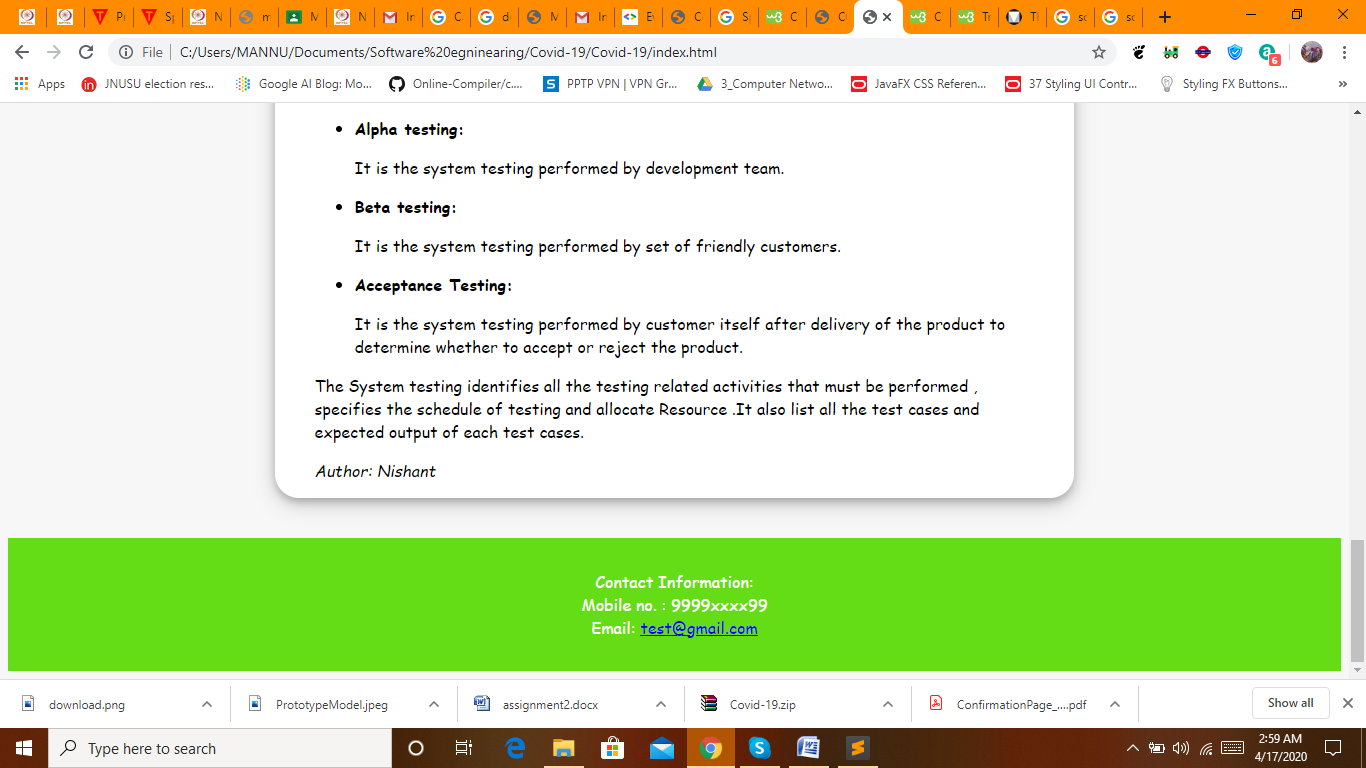 File
C:/Users/MANNU/Documents/Software%20egninearing/Covid-19/Covid-19/index.html
Apps
JNUSU election res...
Google AI Blog: Mo...
Online-Compiler/c....
PPTP VPN | VPN Gr...
3_Computer Netwo...
JavaFX CSS Referen...
37 Styling UI Contr...
Styling FX Buttons...
Alpha testing:
It is the system testing performed by development team.
Beta testing:
It is the system testing performed by set of friendly customers.
Acceptance Testing:
It is the system testing performed by customer itself after delivery of the product to
determine whether to accept or reject the product.
The System testing identifies all the testing related activities that must be performed ,
specifies the schedule of testing and allocate Resource .It also list all the test cases and
expected output of each test cases.
Author: Nishant
Contact Information:
Mobile no. : 9999xxxx99
Email: test@gmail.com
download.png
PrototypeModel.jpeg
assignment2.docx
Covid-19.zip
ConfirmationPage_....pdf
Show all
Type here to search
2:59 AM
4/17/2020